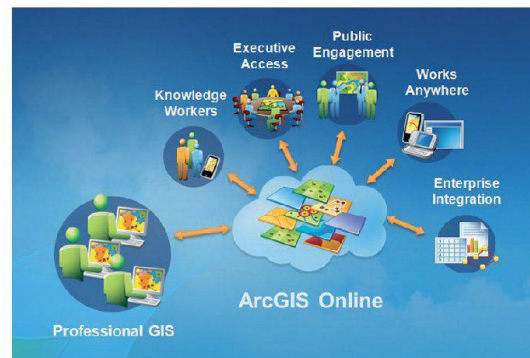 Public
Engagement
Executive
Access
Works
Anywhere
Knowledge
Workers
Enterprise
Integration
ArcGIS Online
Professional GIS